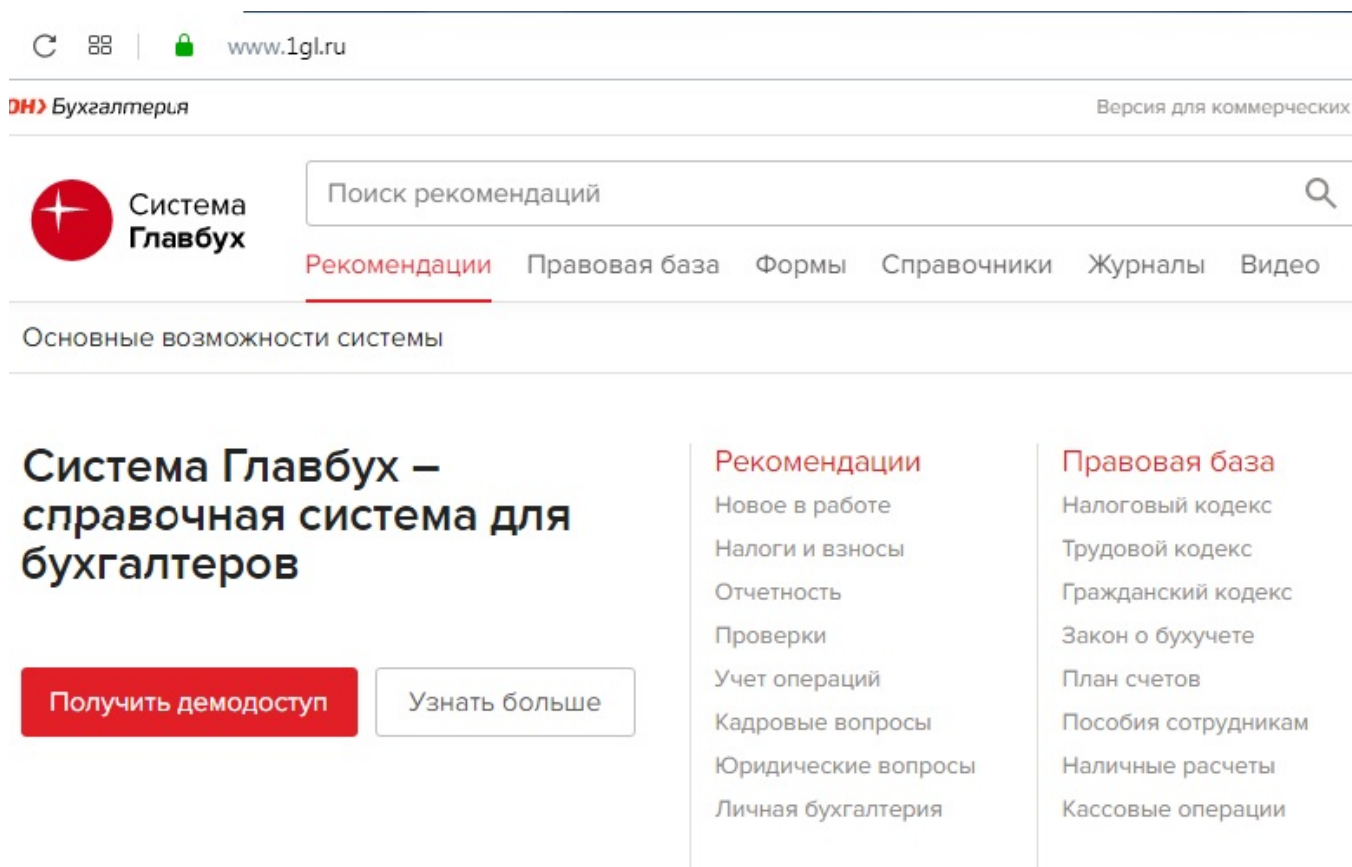 www.1gl.ru
Бухгалтерия
Версия для коммерческих
Система
Главбух
Поиск рекомендаций
Рекомендации Правовая база Формы Справочники Журналы Видео
Основные возможности системы
Система Главбух –
справочная система для
бухгалтеров
Получить демодоступ Узнать больше
Рекомендации
Новое в работе
Налоги и взносы
Отчетность
Проверки
Учет операций
Кадровые вопросы
Юридические вопросы
Личная бухгалтерия
Правовая база
Налоговый кодекс
Трудовой кодекс
Гражданский кодекс
Закон о бухучете
План счетов
Пособия сотрудникам
Наличные расчеты
Кассовые операции